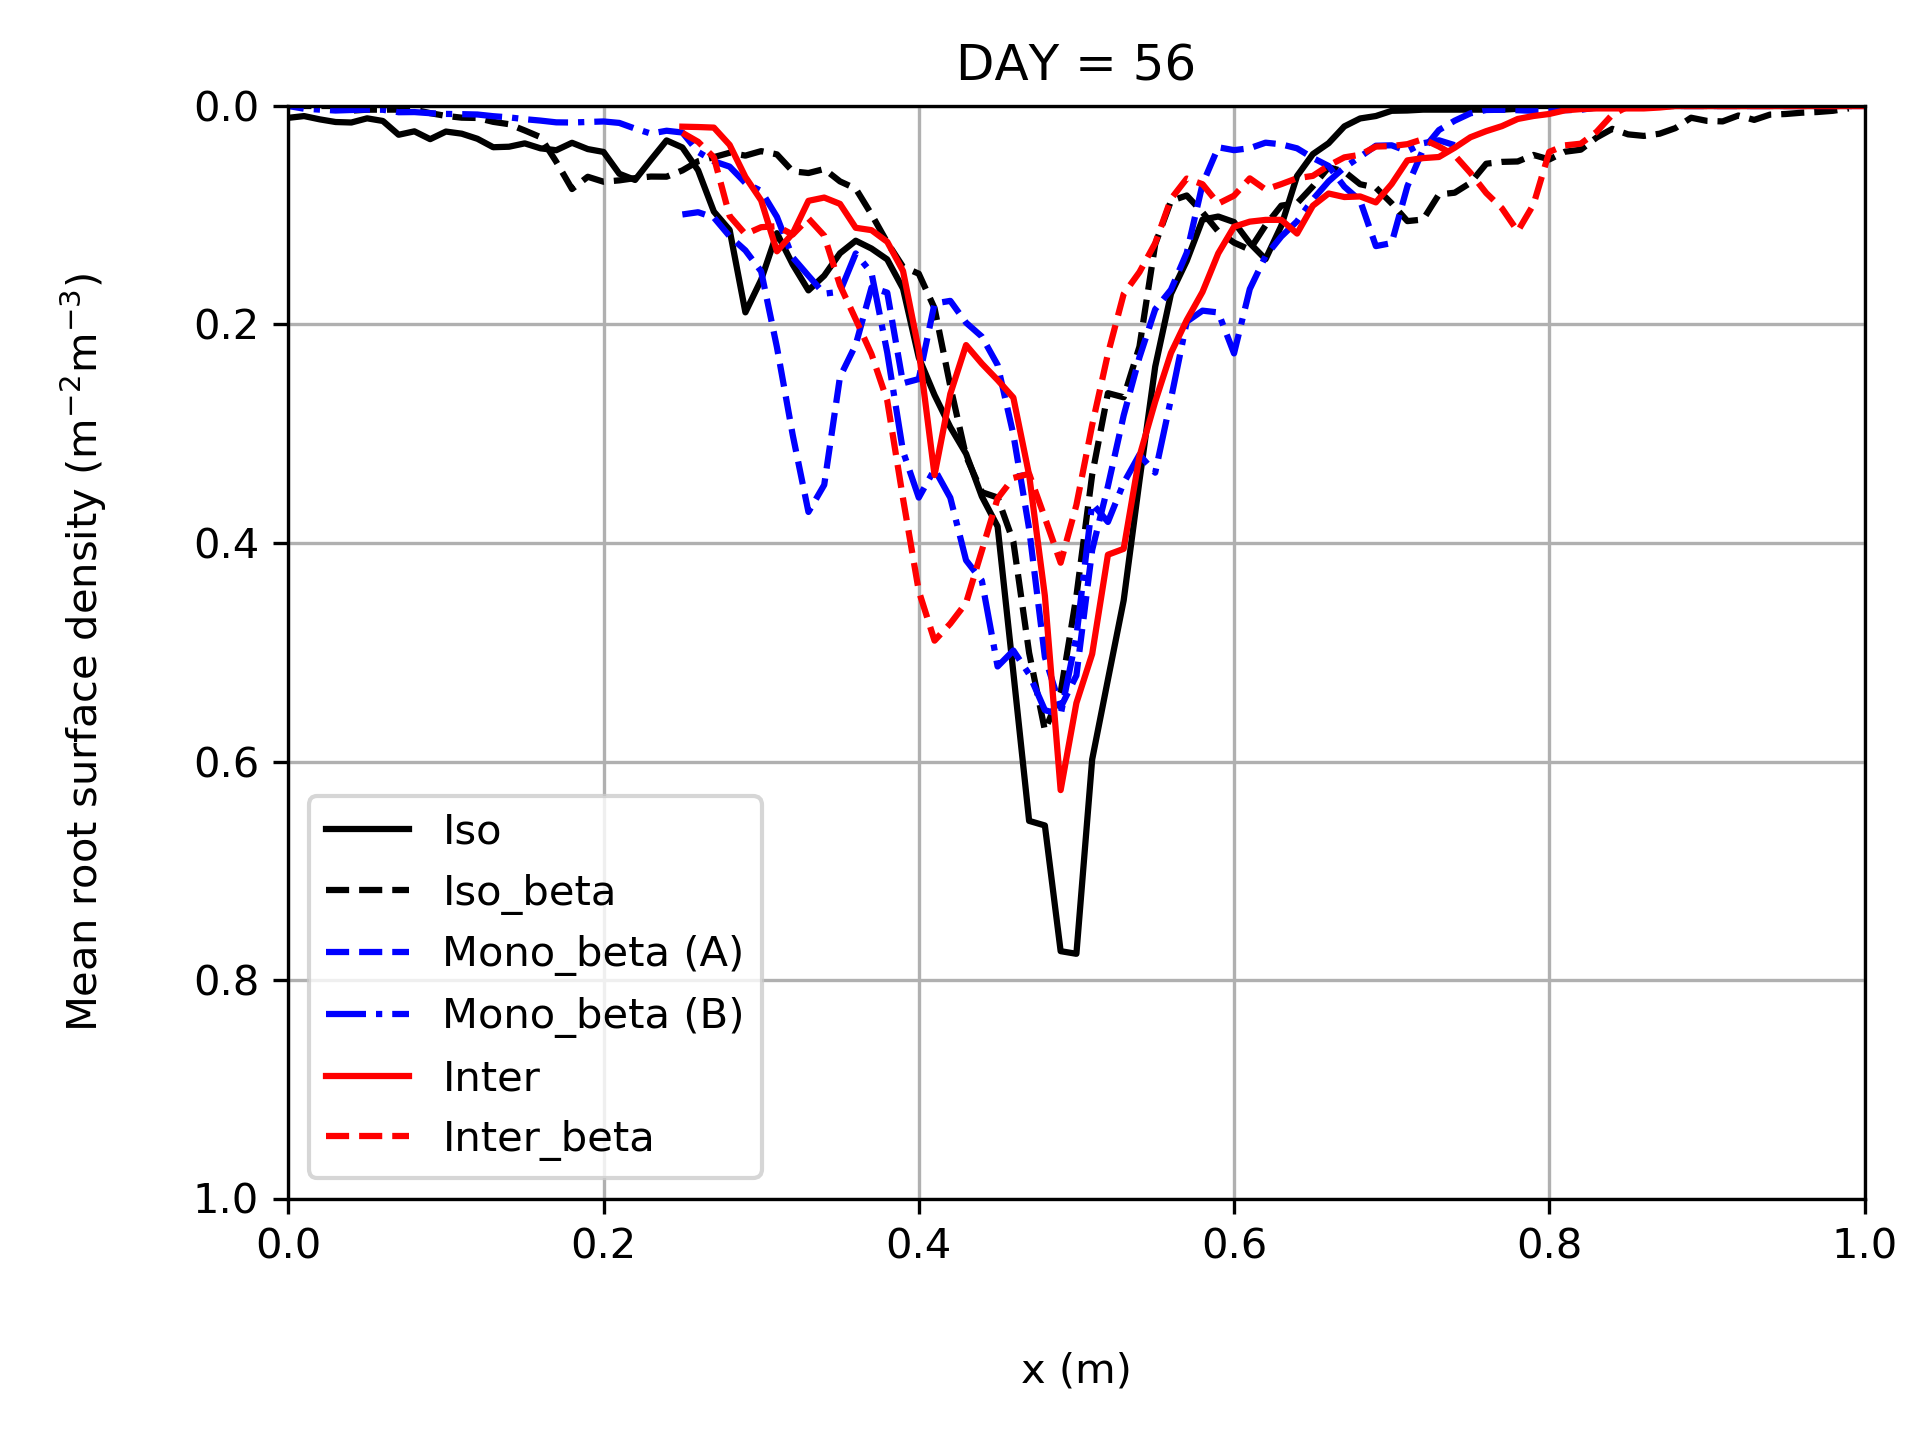 DAY = 56
Mean root surface density (m⁻²m⁻³)
0.0
0.2
0.4
0.6
0.8
1.0
Iso
Iso_beta
Mono_beta (A)
Mono_beta (B)
Inter
Inter_beta
0.0 0.2 0.4 0.6 0.8 1.0
x (m)